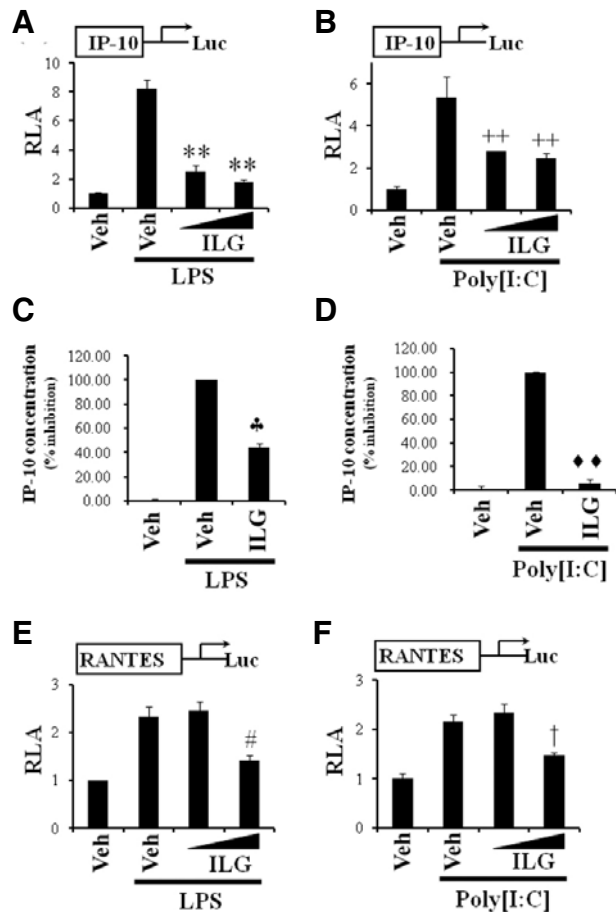 A
IP-10
Luc
RLA
10
8
6
4
2
0
**
**
Veh
Veh
ILG
LPS
B
IP-10
Luc
RLA
6
4
2
0
++
++
Veh
Veh
ILG
Poly[I:C]
C
IP-10 concentration
(% inhibition)
120.00
100.00
80.00
60.00
40.00
20.00
0.00
♣
Veh
Veh
ILG
LPS
D
IP-10 concentration
(% inhibition)
120.00
100.00
80.00
60.00
40.00
20.00
0.00
♦ ♦
Veh
Veh
ILG
Poly[I:C]
E
RANTES
Luc
RLA
3
2
1
0
#
Veh
Veh
ILG
LPS
F
RANTES
Luc
RLA
3
2
1
0
†
Veh
Veh
ILG
Poly[I:C]